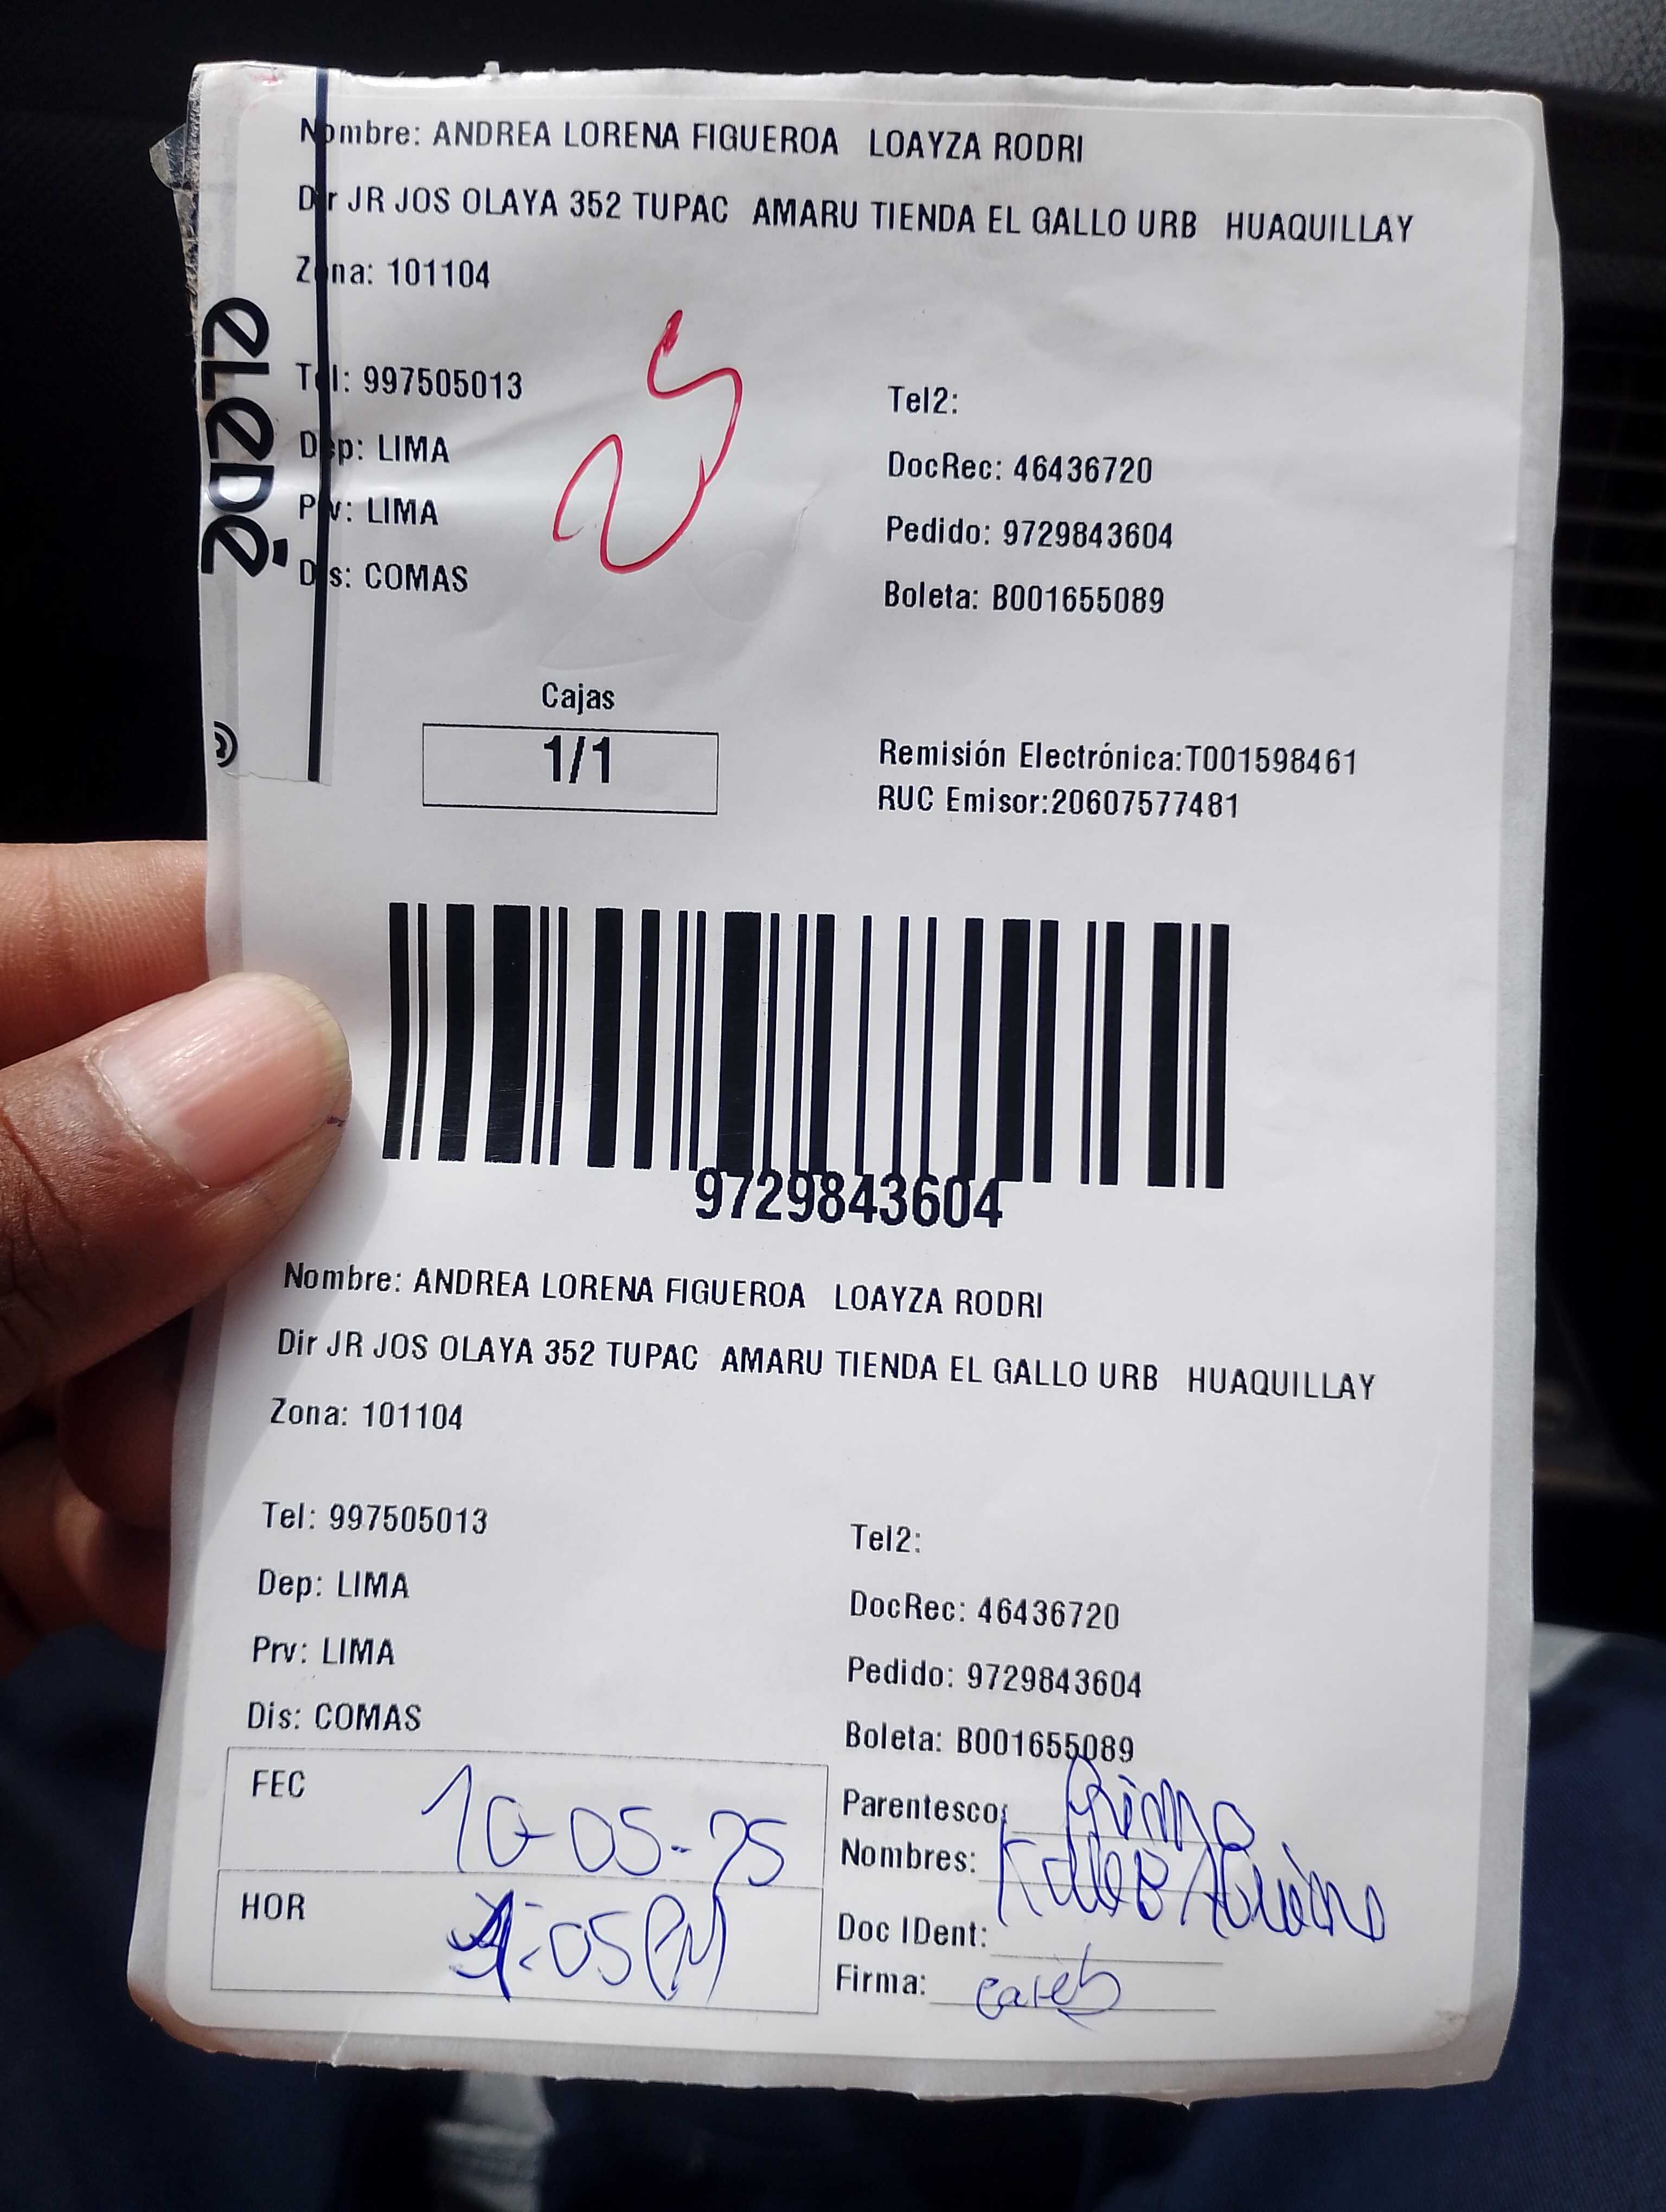 Nombre: ANDREA LORENA FIGUEROA LOAYZA RODRI
Dir JR JOS OLAYA 352 TUPAC AMARU TIENDA EL GALLO URB HUAQUILLAY
Zona: 101104
Tel: 997505013
Tel2:
Dep: LIMA
DocRec: 46436720
Prv: LIMA
Pedido: 9729843604
Dis: COMAS
Boleta: B001655089
Cajas
1/1
Remisión Electrónica:T001598461
RUC Emisor:20607577481
9729843604
Nombre: ANDREA LORENA FIGUEROA LOAYZA RODRI
Dir JR JOS OLAYA 352 TUPAC AMARU TIENDA EL GALLO URB HUAQUILLAY
Zona: 101104
Tel: 997505013
Tel2:
Dep: LIMA
DocRec: 46436720
Prv: LIMA
Pedido: 9729843604
Dis: COMAS
Boleta: B001655089
FEC 10-05-25
Parentesco: Primo
Nombres:
HOR :05 PM
Doc IDent:
Firma: